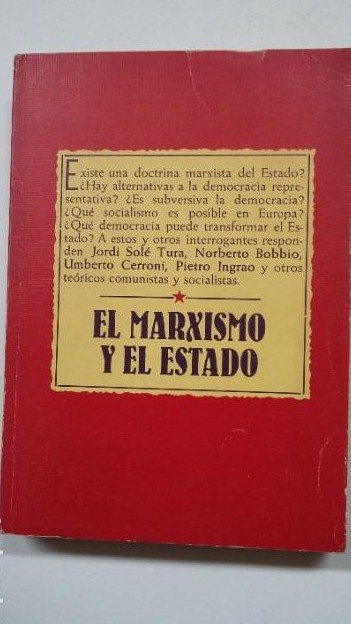 Existe una doctrina marxista del Estado?
¿Hay alternativas a la democracia repre-
sentativa? ¿Es subversiva la democracia?
¿Qué socialismo es posible en Europa?
¿Qué democracia puede transformar el Es-
tado? A estos y otros interrogantes respon-
den Jordi Solé Tura, Norberto Bobbio,
Umberto Cerroni, Pietro Ingrao y otros
teóricos comunistas y socialistas.
EL MARXISMO
Y EL ESTADO